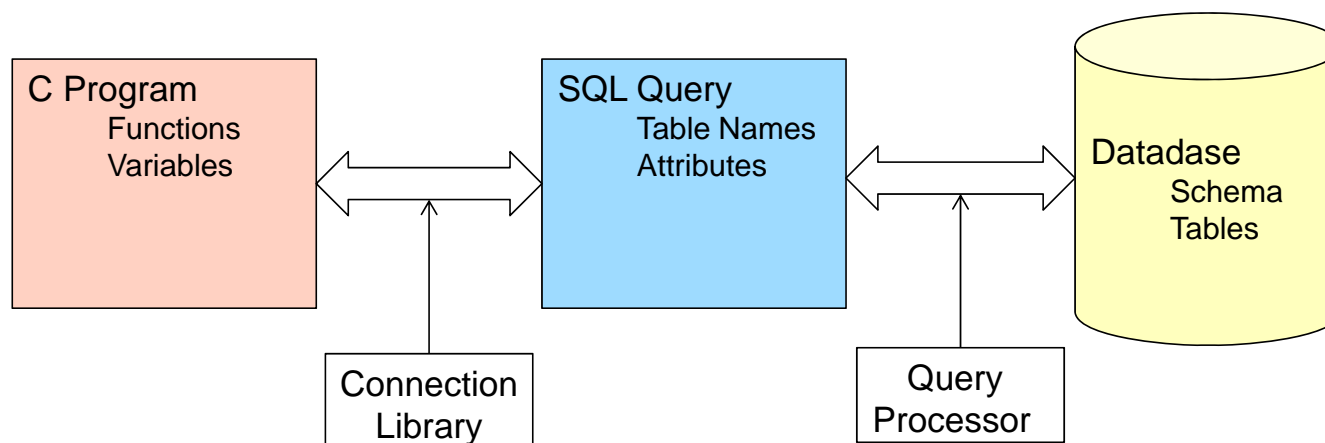 C Program
Functions
Variables
SQL Query
Table Names
Attributes
Datadase
Schema
Tables
Connection
Library
Query
Processor